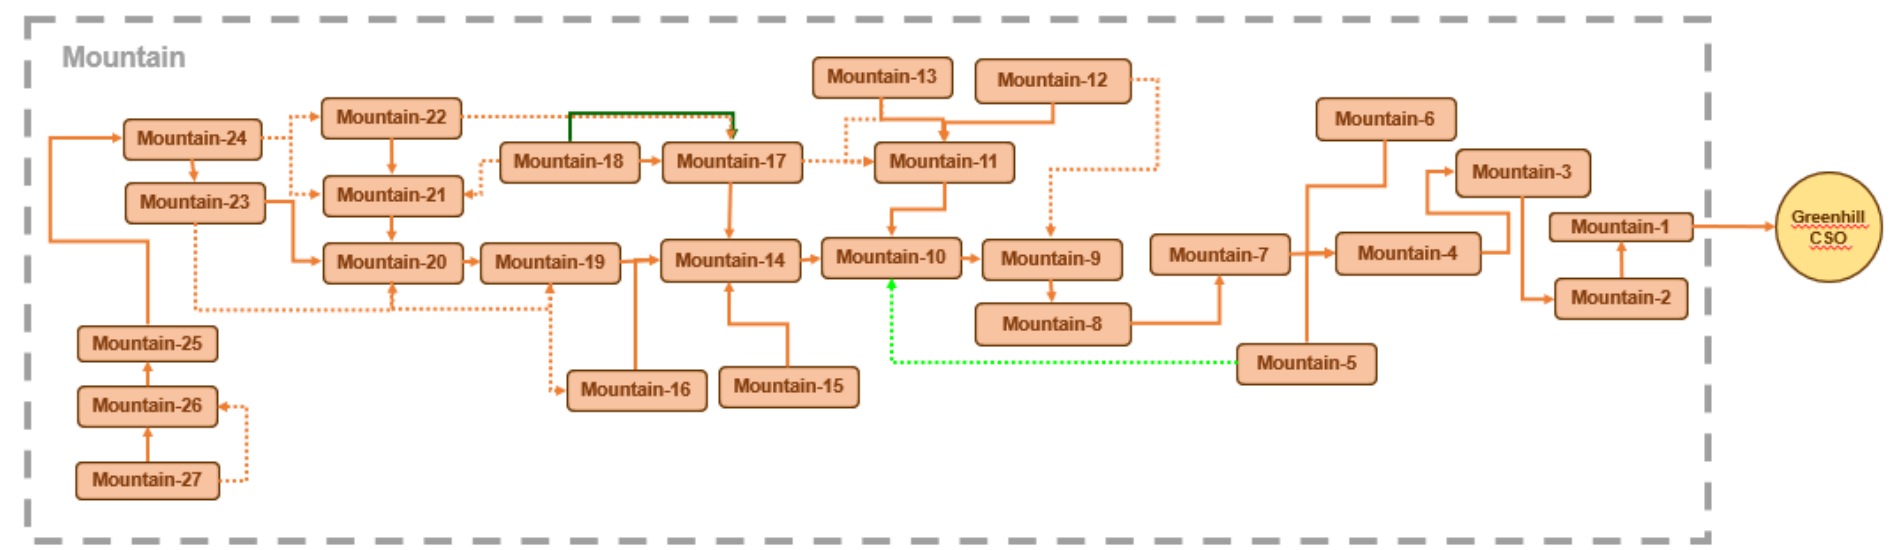 Mountain
Mountain-13
Mountain-12
Mountain-22
Mountain-6
Mountain-24
Mountain-18
Mountain-17
Mountain-11
Mountain-3
Mountain-23
Mountain-21
Mountain-1
Greenhill
CSO
Mountain-20
Mountain-19
Mountain-14
Mountain-10
Mountain-9
Mountain-7
Mountain-4
Mountain-2
Mountain-8
Mountain-25
Mountain-5
Mountain-16
Mountain-15
Mountain-26
Mountain-27